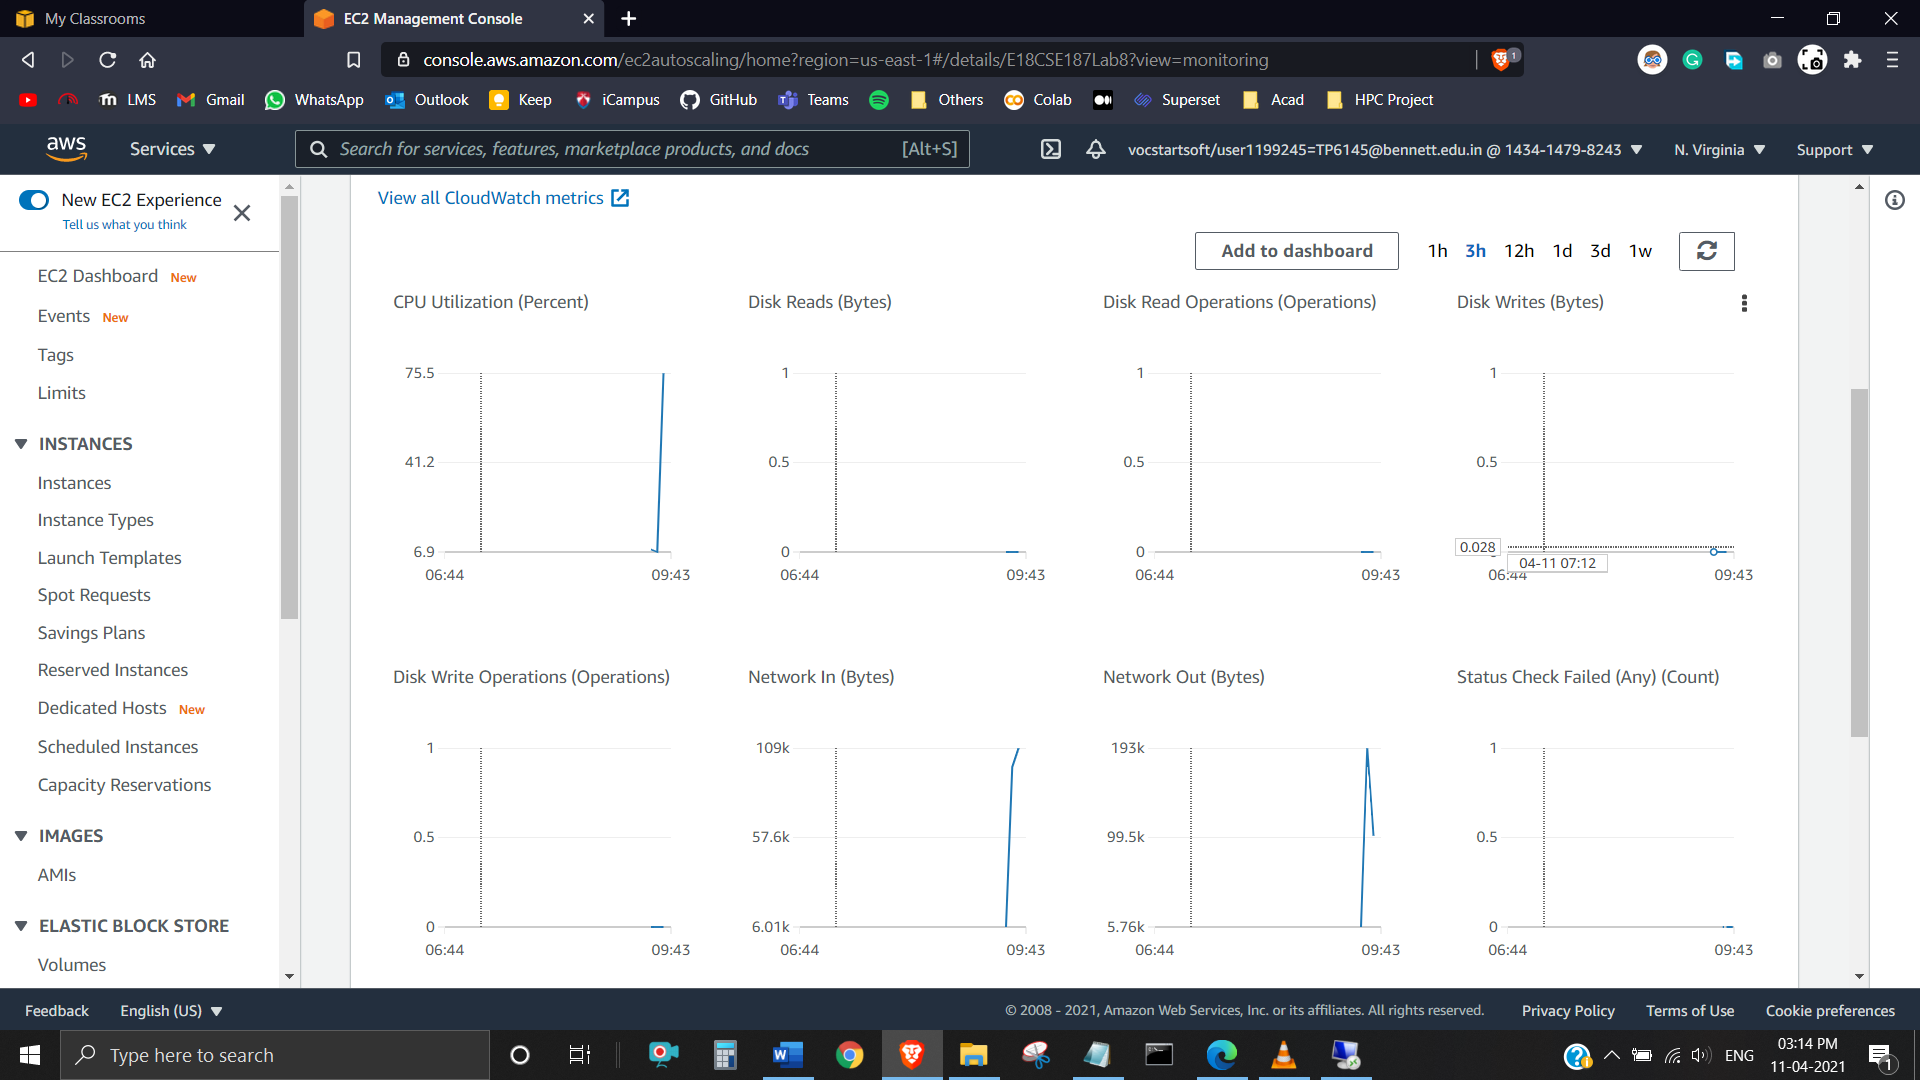 My Classrooms
EC2 Management Console
console.aws.amazon.com/ec2autoscaling/home?region=us-east-1#/details/E18CSE187Lab8?view=monitoring
1
LMS Gmail WhatsApp Outlook Keep iCampus GitHub Teams Others Colab Superset Acad HPC Project
aws Services Search for services, features, marketplace products, and docs [Alt+S] vocstartsoft/user1199245=TP6145@bennett.edu.in @ 1434-1479-8243 N. Virginia Support
New EC2 Experience
Tell us what you think
EC2 Dashboard New
Events New
Tags
Limits
INSTANCES
Instances
Instance Types
Launch Templates
Spot Requests
Savings Plans
Reserved Instances
Dedicated Hosts New
Scheduled Instances
Capacity Reservations
IMAGES
AMIs
ELASTIC BLOCK STORE
Volumes
View all CloudWatch metrics
Add to dashboard 1h 3h 12h 1d 3d 1w
CPU Utilization (Percent)
75.5
41.2
6.9
06:44 09:43
Disk Reads (Bytes)
1
0.5
0
06:44 09:43
Disk Read Operations (Operations)
1
0.5
0
06:44 09:43
Disk Writes (Bytes)
1
0.5
0.028
04-11 07:12
06:44 09:43
Disk Write Operations (Operations)
1
0.5
0
06:44 09:43
Network In (Bytes)
109k
57.6k
6.01k
06:44 09:43
Network Out (Bytes)
193k
99.5k
5.76k
06:44 09:43
Status Check Failed (Any) (Count)
1
0.5
0
06:44 09:43
Feedback English (US) © 2008 - 2021, Amazon Web Services, Inc. or its affiliates. All rights reserved. Privacy Policy Terms of Use Cookie preferences
Type here to search
ENG
03:14 PM
11-04-2021
1